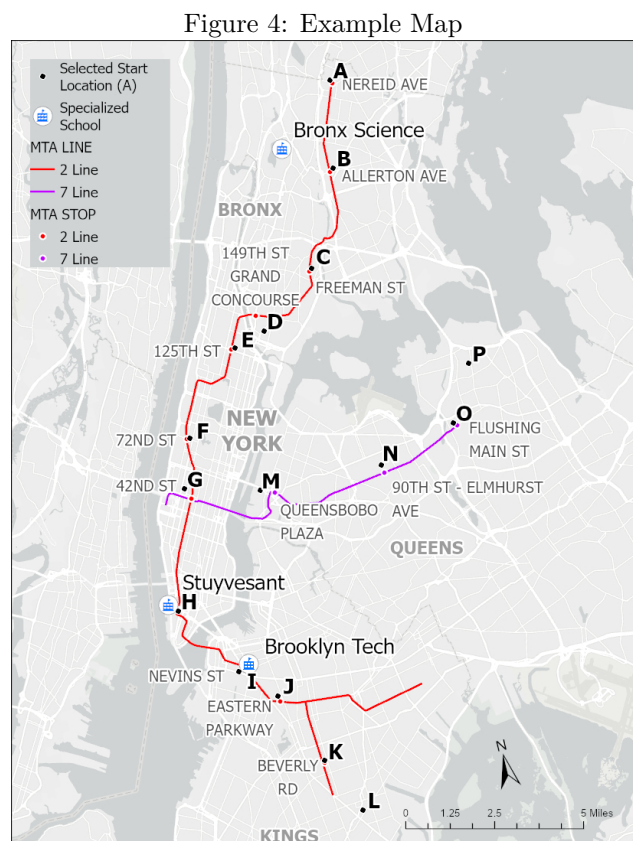 Figure 4: Example Map
Selected Start
Location (A)
Specialized
School
MTA LINE
2 Line
7 Line
MTA STOP
2 Line
7 Line
A
NEREID AVE
Bronx Science
B
ALLERTON AVE
BRONX
149TH ST
GRAND
CONCOURSE
C
FREEMAN ST
D
125TH ST
E
P
NEW
YORK
72ND ST
F
O
FLUSHING
MAIN ST
N
42ND ST
G
M
90TH ST - ELMHURST
AVE
QUEENSBOBO
PLAZA
QUEENS
Stuyvesant
H
Brooklyn Tech
NEVINS ST
I
J
EASTERN
PARKWAY
K
BEVERLY
RD
L
KINGS
N
0 1.25 2.5 5 Miles